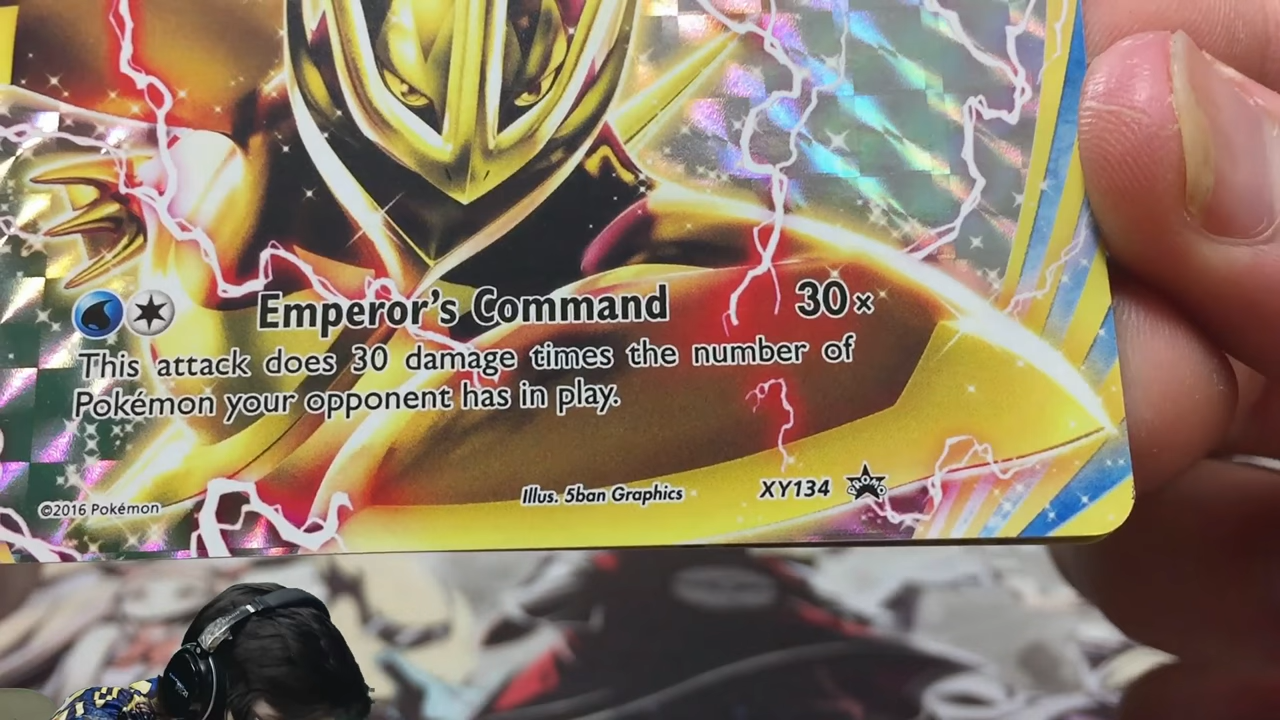 Emperor's Command 30×
This attack does 30 damage times the number of
Pokémon your opponent has in play.
©2016 Pokémon Illus. 5ban Graphics XY134 PROMO